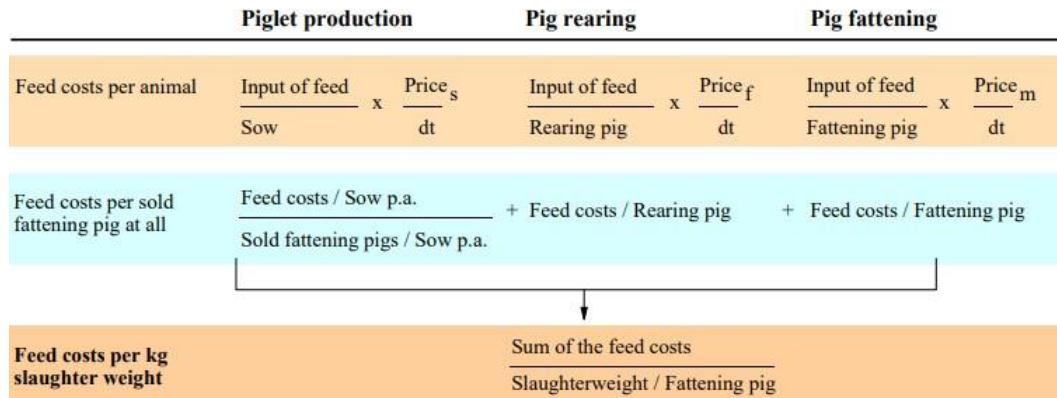 Piglet production Pig rearing Pig fattening
Feed costs per animal
Input of feed
Sow
x
Price s
dt
Input of feed
Rearing pig
x
Price f
dt
Input of feed
Fattening pig
x
Price m
dt
Feed costs per sold
fattening pig at all
Feed costs / Sow p.a.
Sold fattening pigs / Sow p.a.
+ Feed costs / Rearing pig
+ Feed costs / Fattening pig
Feed costs per kg
slaughter weight
Sum of the feed costs
Slaughterweight / Fattening pig